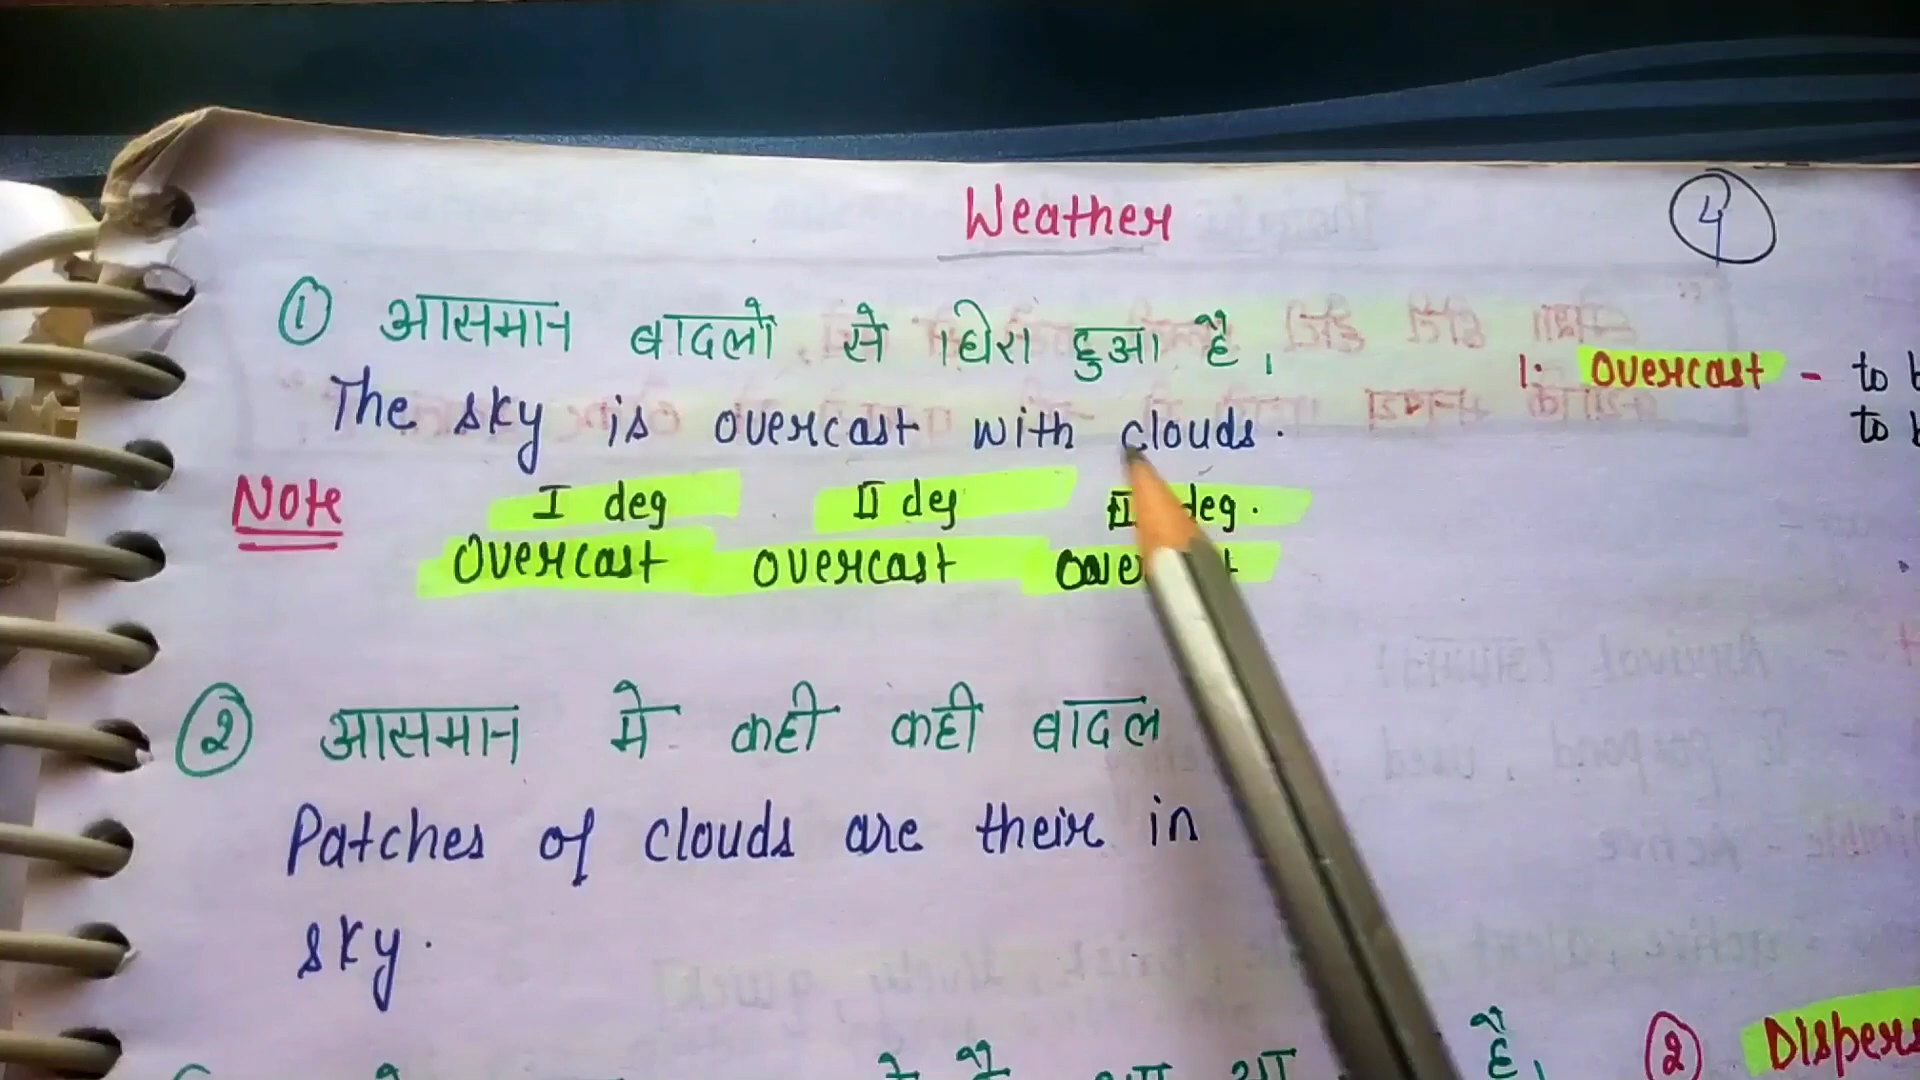 Weather
4
① आसमान बादलो से घिरा हुआ है,
The sky is overcast with clouds.
1: Overcast - to b
to b
Note
I deg II deg deg.
Overcast overcast
② आसमान मे कही कही बादल
Patches of clouds are their in
sky.
है,
② Dispers